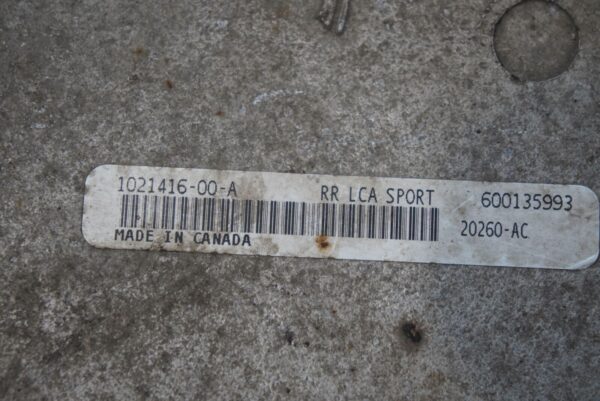 1021416-00-A RR LCA SPORT 600135993
20260-AC
MADE IN CANADA